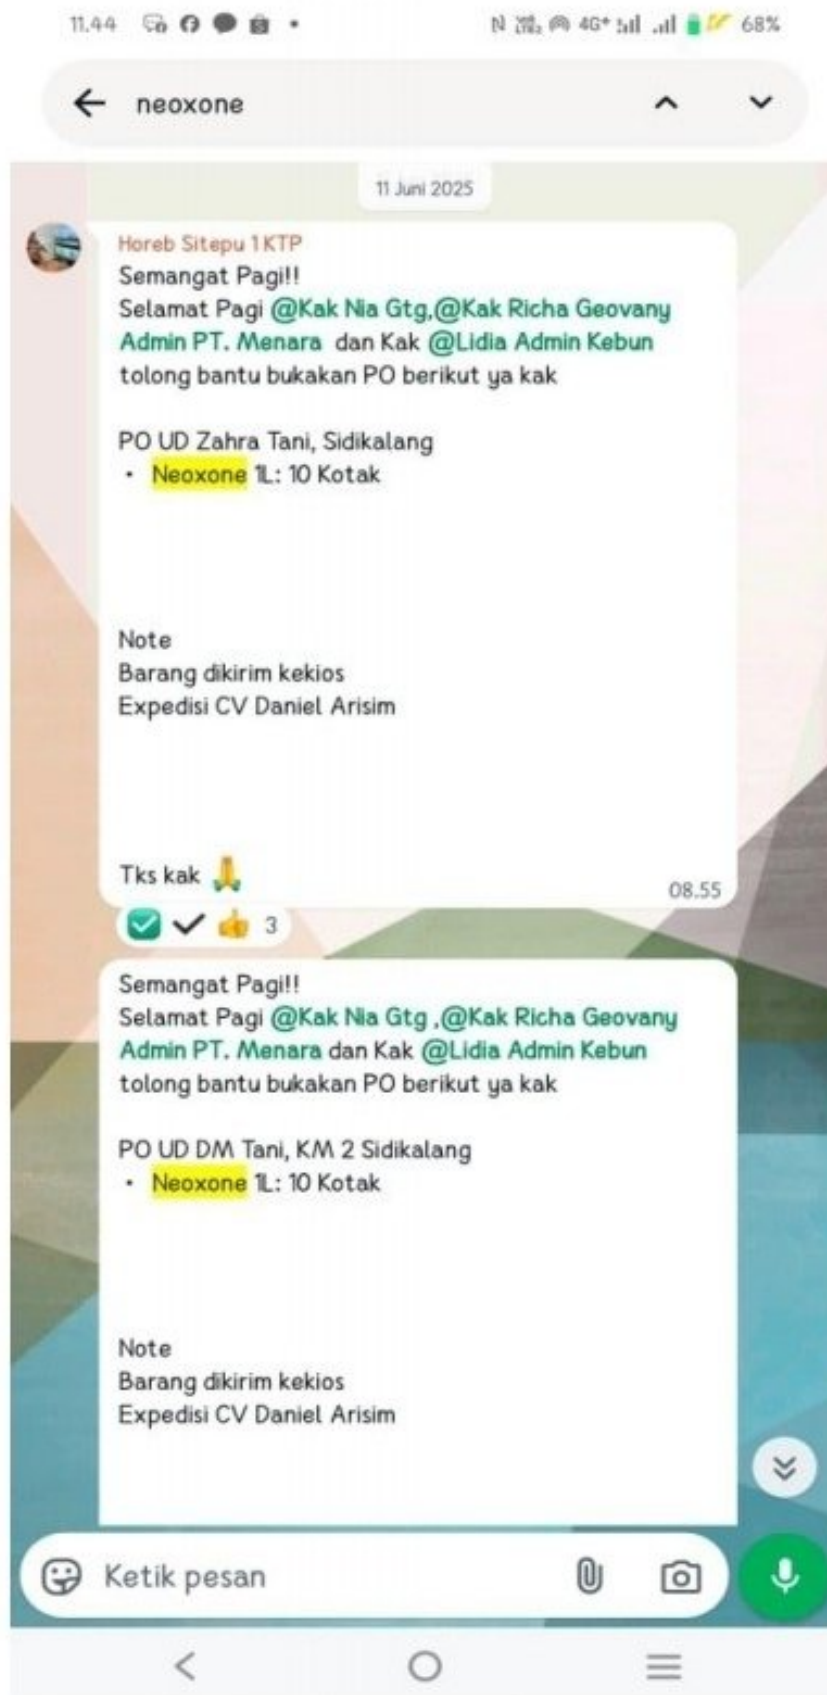 11.44
4G+ 68%
neoxone
11 Juni 2025
Horeb Sitepu 1 KTP
Semangat Pagi!!
Selamat Pagi @Kak Nia Gtg,@Kak Richa Geovany
Admin PT. Menara dan Kak @Lidia Admin Kebun
tolong bantu bukakan PO berikut ya kak
PO UD Zahra Tani, Sidikalang
• Neoxone 1L: 10 Kotak
Note
Barang dikirim kekios
Expedisi CV Daniel Arisim
Tks kak 🙏
08.55
3
Semangat Pagi!!
Selamat Pagi @Kak Nia Gtg ,@Kak Richa Geovany
Admin PT. Menara dan Kak @Lidia Admin Kebun
tolong bantu bukakan PO berikut ya kak
PO UD DM Tani, KM 2 Sidikalang
• Neoxone 1L: 10 Kotak
Note
Barang dikirim kekios
Expedisi CV Daniel Arisim
Ketik pesan